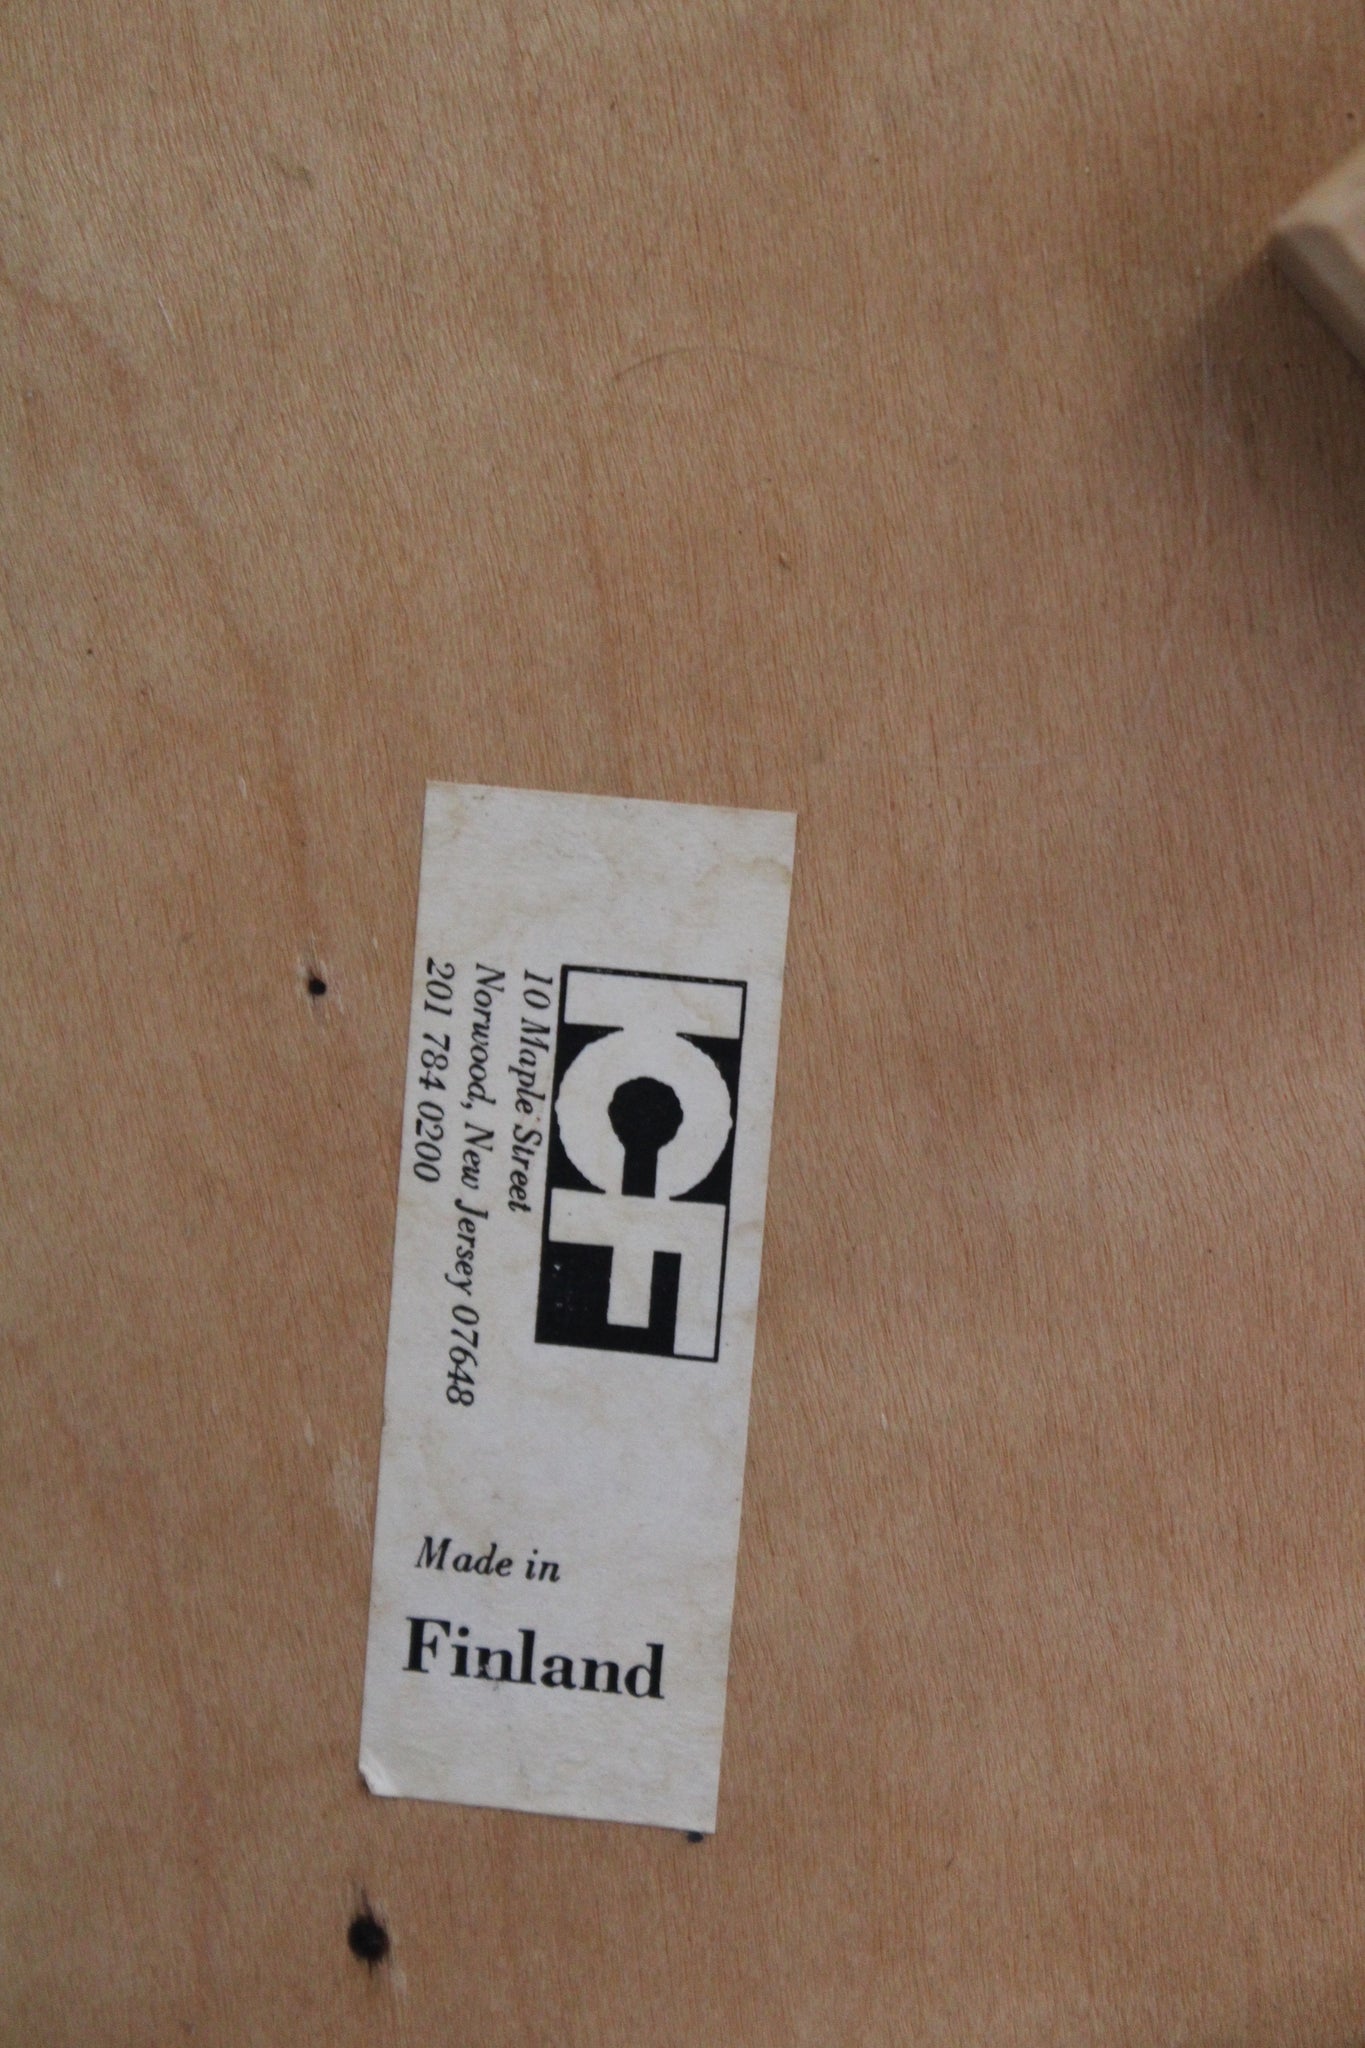 ICF
10 Maple Street
Norwood, New Jersey 07648
201 784 0200
Made in
Finland